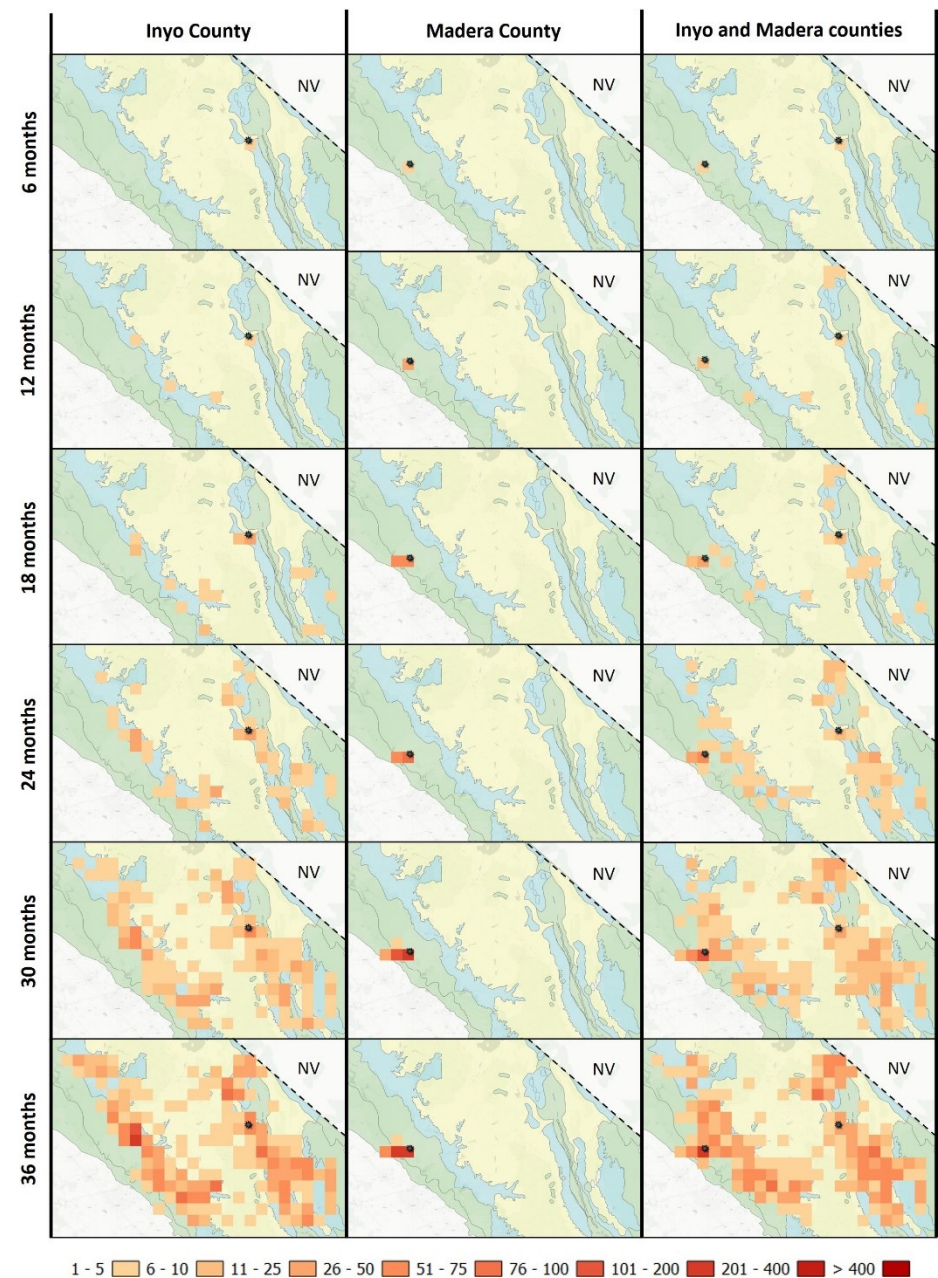 Inyo County Madera County Inyo and Madera counties
6 months NV NV NV
12 months NV NV NV
18 months NV NV NV
24 months NV NV NV
30 months NV NV NV
36 months NV NV NV
1 - 5 6 - 10 11 - 25 26 - 50 51 - 75 76 - 100 101 - 200 201 - 400 > 400